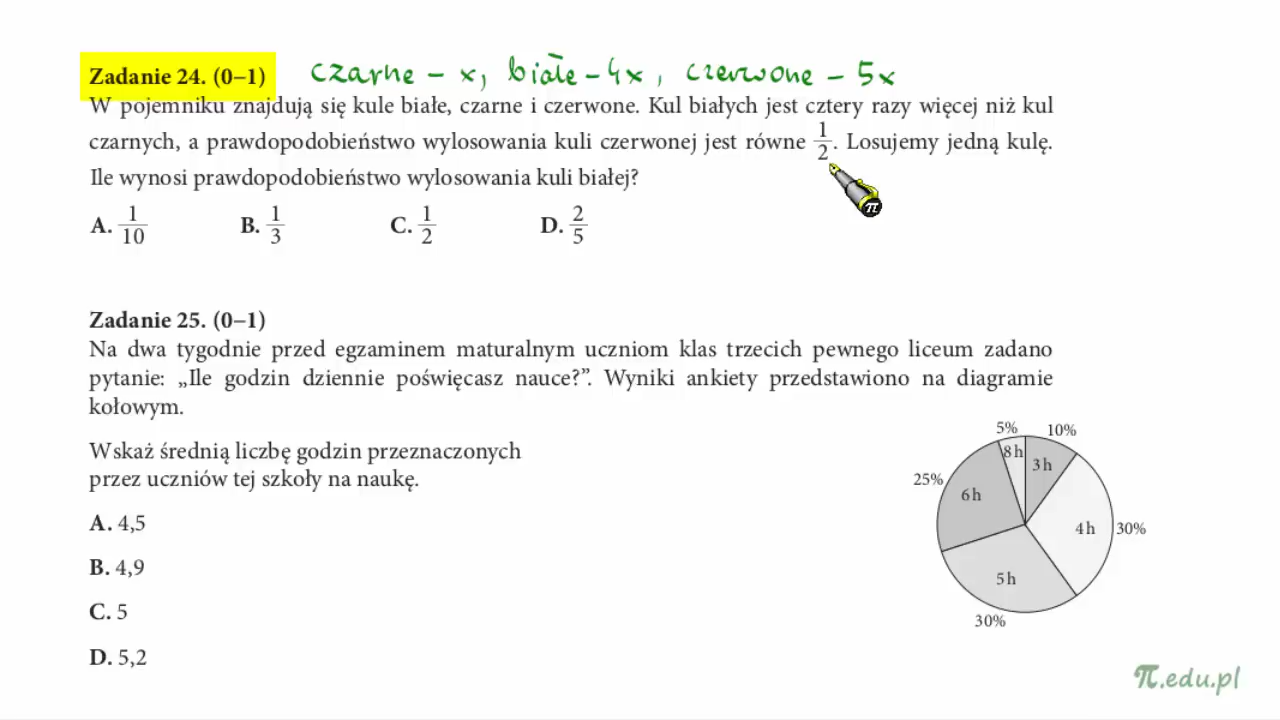 Zadanie 24. (0–1) czarne – x, białe – 4x, czerwone – 5x
W pojemniku znajdują się kule białe, czarne i czerwone. Kul białych jest cztery razy więcej niż kul
czarnych, a prawdopodobieństwo wylosowania kuli czerwonej jest równe 1/2. Losujemy jedną kulę.
Ile wynosi prawdopodobieństwo wylosowania kuli białej?
A. 1/10 B. 1/3 C. 1/2 D. 2/5
π
Zadanie 25. (0–1)
Na dwa tygodnie przed egzaminem maturalnym uczniom klas trzecich pewnego liceum zadano
pytanie: „Ile godzin dziennie poświęcasz nauce?”. Wyniki ankiety przedstawiono na diagramie
kołowym.
Wskaż średnią liczbę godzin przeznaczonych
przez uczniów tej szkoły na naukę.
A. 4,5
B. 4,9
C. 5
D. 5,2
5% 10%
8 h 3 h
25%
6 h
4 h 30%
5 h
30%
π.edu.pl